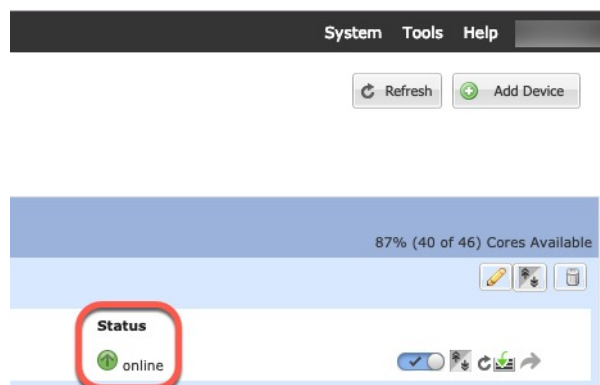 System Tools Help
Refresh Add Device
87% (40 of 46) Cores Available
Status
online